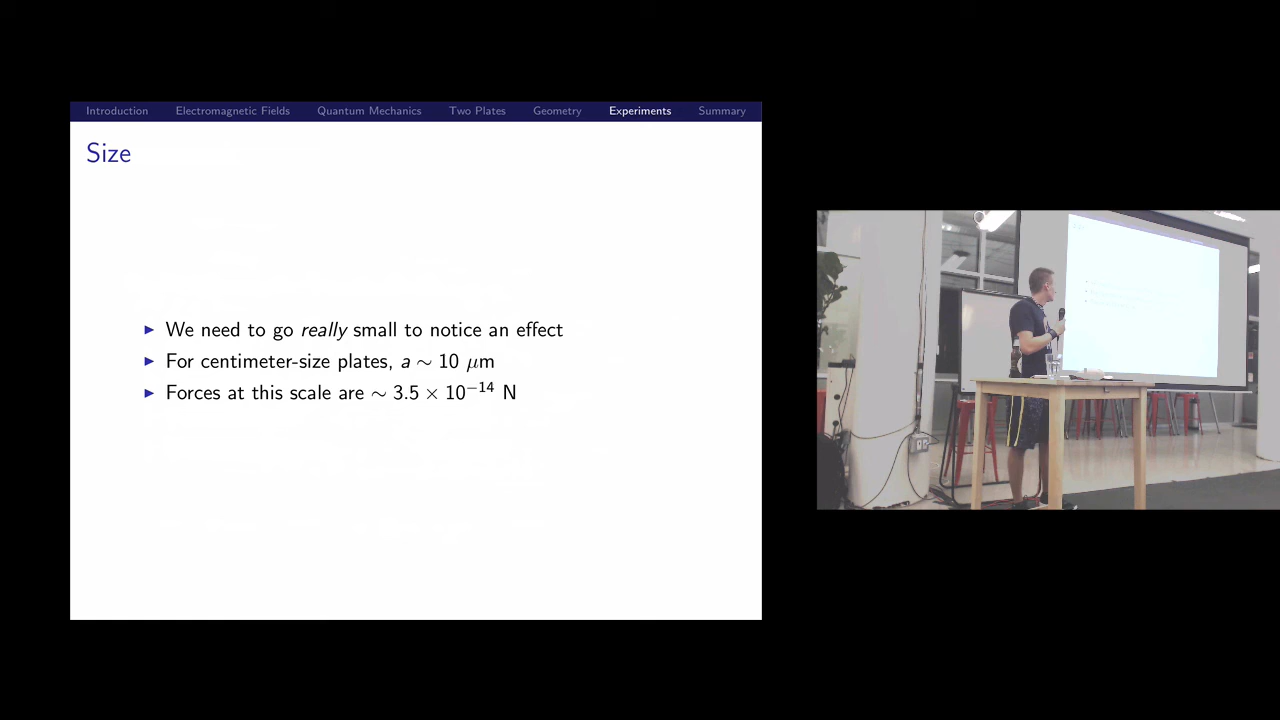 Introduction Electromagnetic Fields Quantum Mechanics Two Plates Geometry Experiments Summary
Size
► We need to go really small to notice an effect
► For centimeter-size plates, a ∼ 10 μm
► Forces at this scale are ∼ 3.5 × 10⁻¹⁴ N